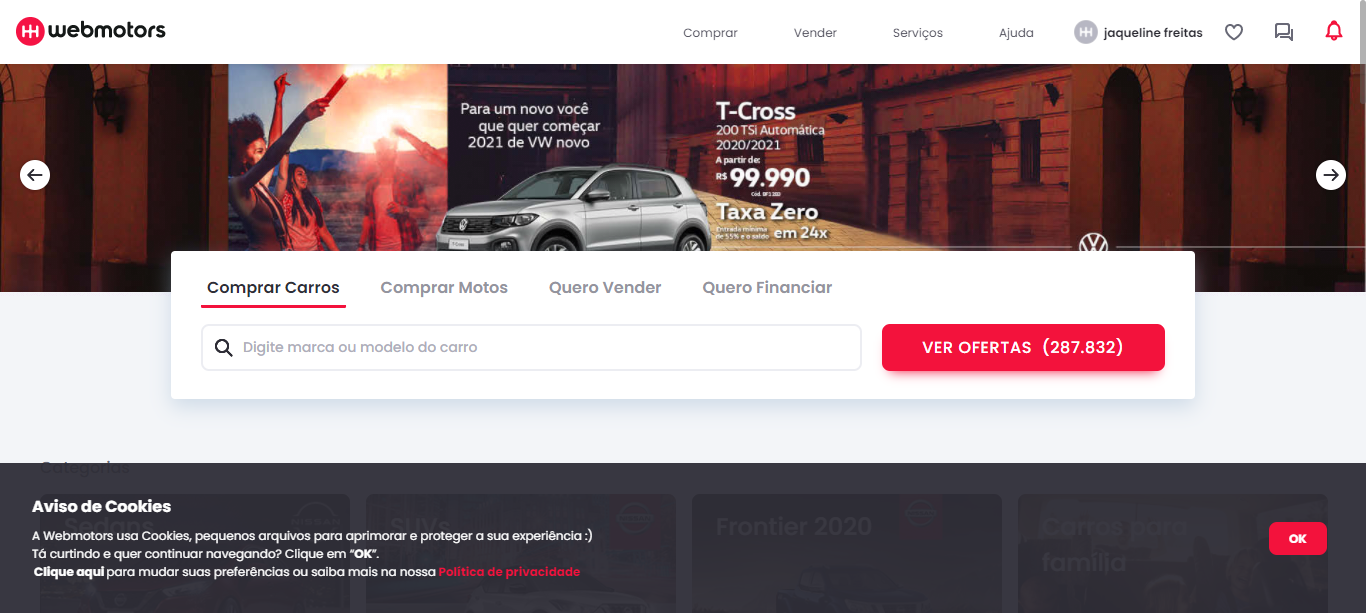 webmotors
Comprar
Vender
Serviços
Ajuda
jaqueline freitas
Para um novo você
que quer começar
2021 de VW novo
T-Cross
200 TSi Automática
2020/2021
A partir de:
R$ 99.990
Taxa Zero
Entrada mínima
de 55% e o saldo em 24x
Comprar Carros
Comprar Motos
Quero Vender
Quero Financiar
Digite marca ou modelo do carro
VER OFERTAS (287.832)
Categorias
Sedans
SUVs
Frontier 2020
Carros para
família
Aviso de Cookies
A Webmotors usa Cookies, pequenos arquivos para aprimorar e proteger a sua experiência :)
Tá curtindo e quer continuar navegando? Clique em “OK”.
Clique aqui para mudar suas preferências ou saiba mais na nossa Política de privacidade
OK